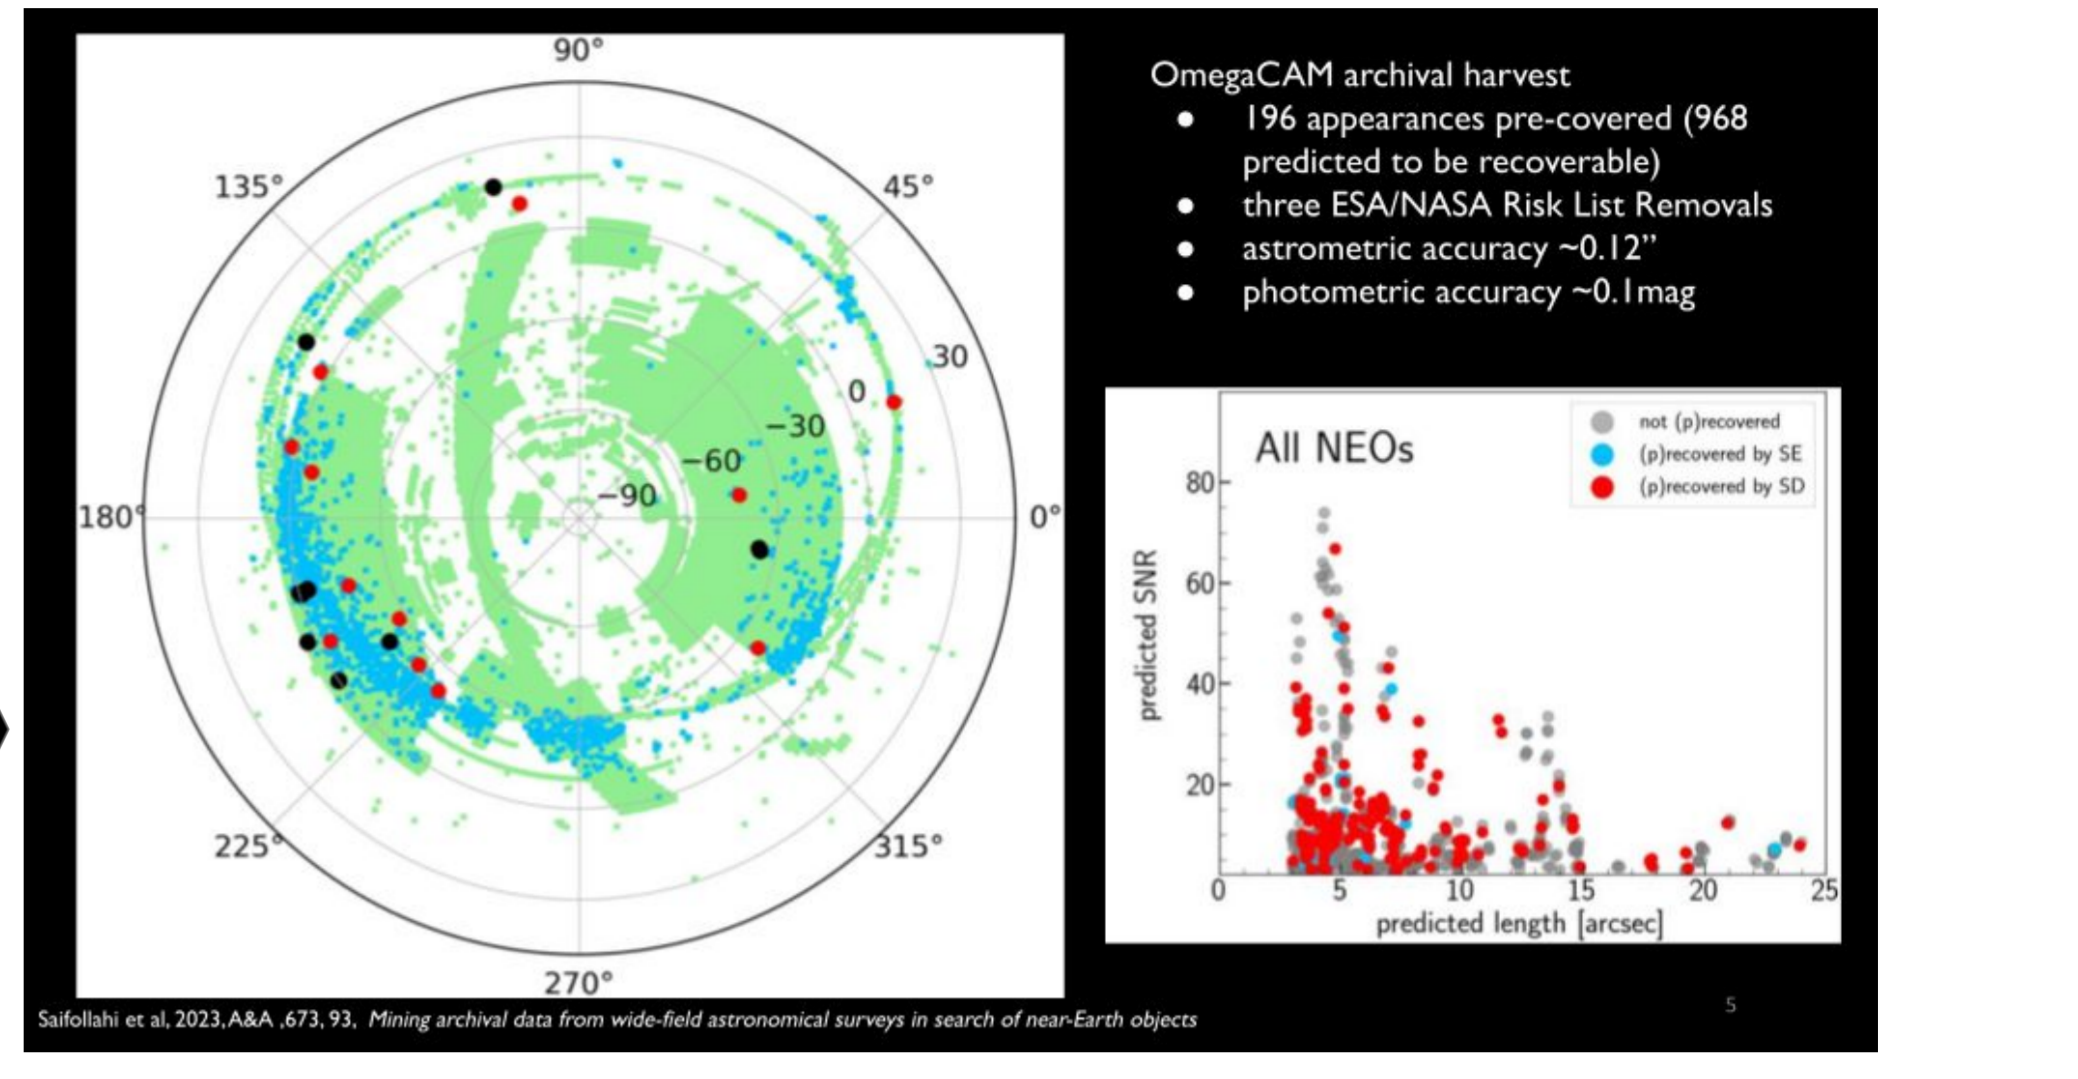 90°
135°
45°
30
0
−30
−60
−90
180°
0°
225°
315°
270°
OmegaCAM archival harvest
● 196 appearances pre-covered (968
predicted to be recoverable)
● three ESA/NASA Risk List Removals
● astrometric accuracy ~0.12”
● photometric accuracy ~0.1mag
All NEOs
not (p)recovered
(p)recovered by SE
(p)recovered by SD
predicted SNR
80
60
40
20
0 5 10 15 20 25
predicted length [arcsec]
5
Saifollahi et al, 2023, A&A ,673, 93, Mining archival data from wide-field astronomical surveys in search of near-Earth objects